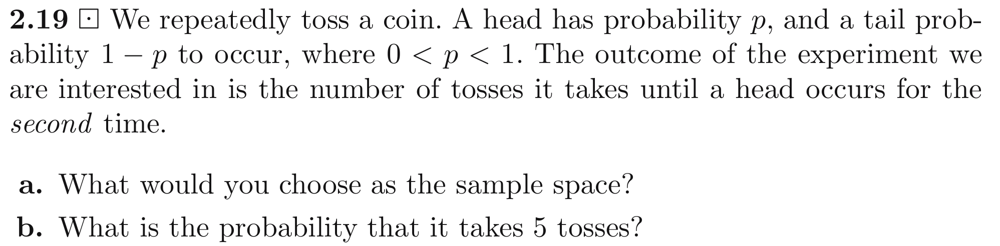 2.19 ⊡ We repeatedly toss a coin. A head has probability p, and a tail prob-
ability 1 − p to occur, where 0 < p < 1. The outcome of the experiment we
are interested in is the number of tosses it takes until a head occurs for the
second time.
a. What would you choose as the sample space?
b. What is the probability that it takes 5 tosses?